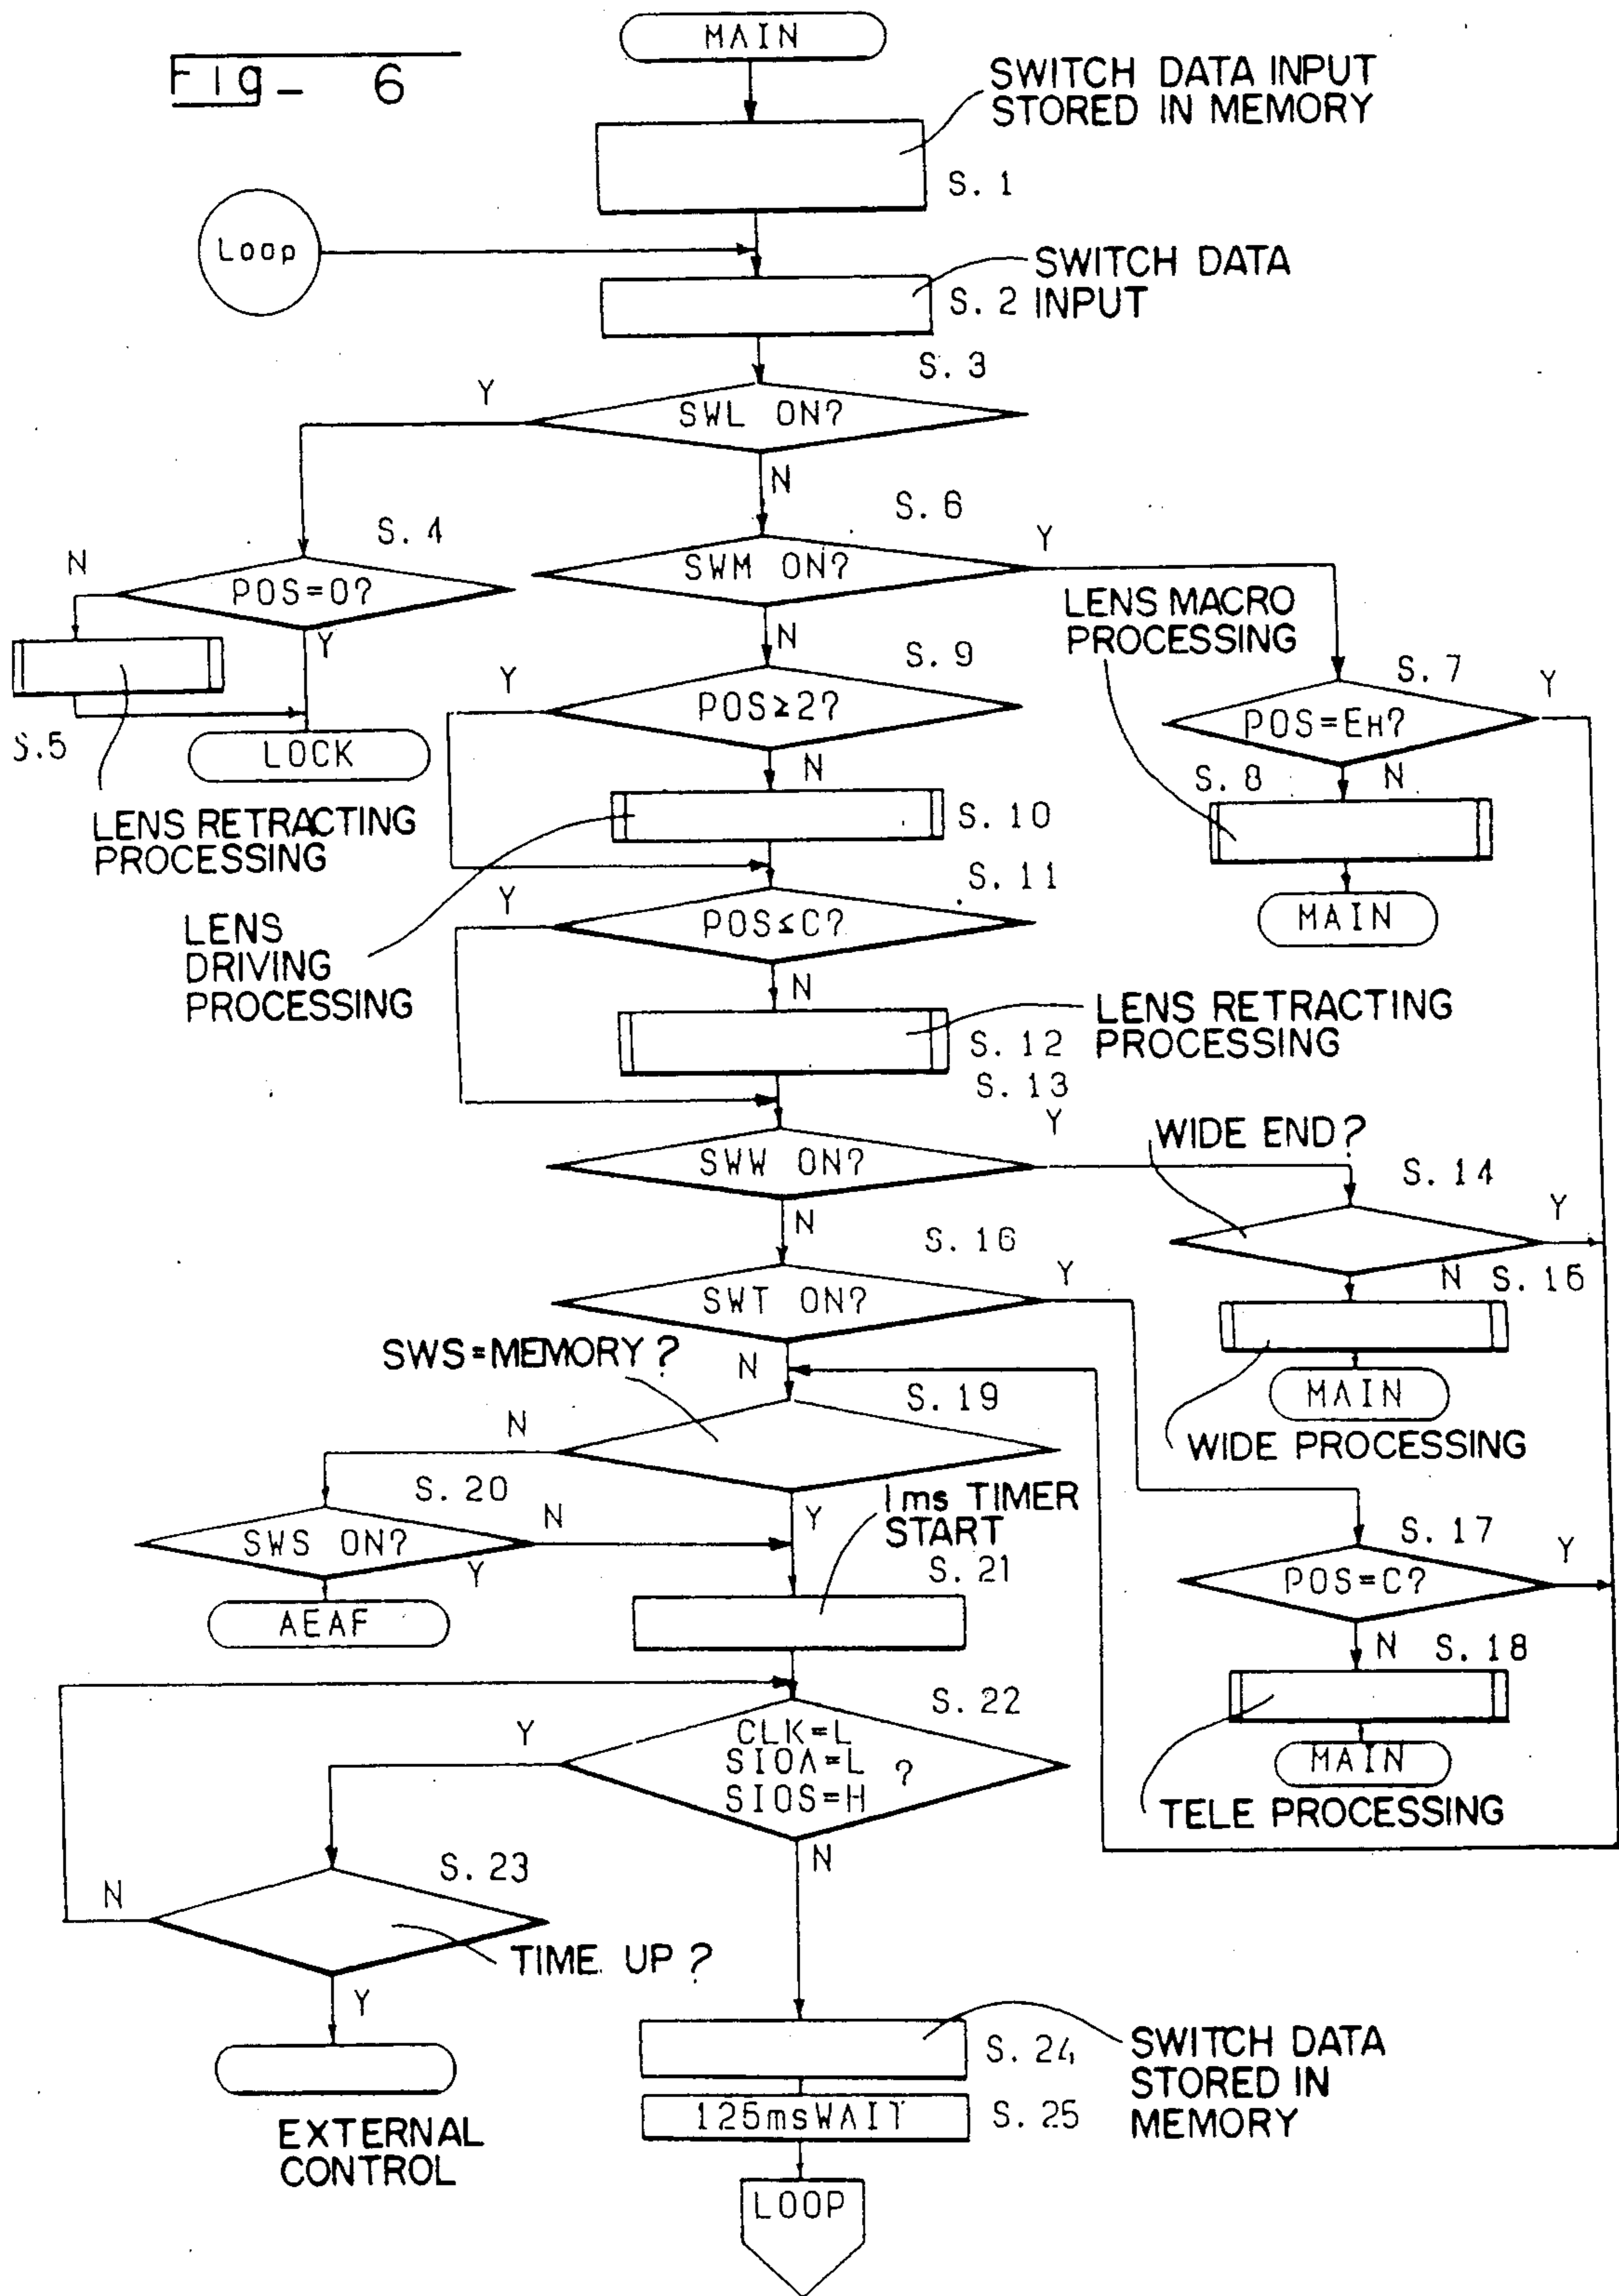 Fig_ 6
MAIN
SWITCH DATA INPUT
STORED IN MEMORY
S. 1
Loop
SWITCH DATA
INPUT
S. 2
S. 3
Y
SWL ON?
N
S. 4
N
POS=0?
Y
S. 5
LOCK
LENS RETRACTING
PROCESSING
S. 6
SWM ON?
Y
N
LENS MACRO
PROCESSING
S. 7
Y
POS=EH?
S. 8
N
MAIN
S. 9
Y
POS≥2?
N
S. 10
LENS
DRIVING
PROCESSING
S. 11
Y
POS≤C?
N
LENS RETRACTING
PROCESSING
S. 12
S. 13
Y
SWW ON?
N
WIDE END?
S. 14
Y
N
S. 15
MAIN
WIDE PROCESSING
S. 16
Y
SWT ON?
N
S. 17
Y
POS=C?
N
S. 18
MAIN
TELE PROCESSING
SWS=MEMORY?
S. 19
N
Y
S. 20
SWS ON?
N
Y
AEAF
1ms TIMER
START
S. 21
S. 22
Y
CLK=L
SIOA=L
SIOS=H
?
N
S. 23
N
TIME UP?
Y
EXTERNAL
CONTROL
S. 24
SWITCH DATA
STORED IN
MEMORY
125msWAIT
S. 25
LOOP